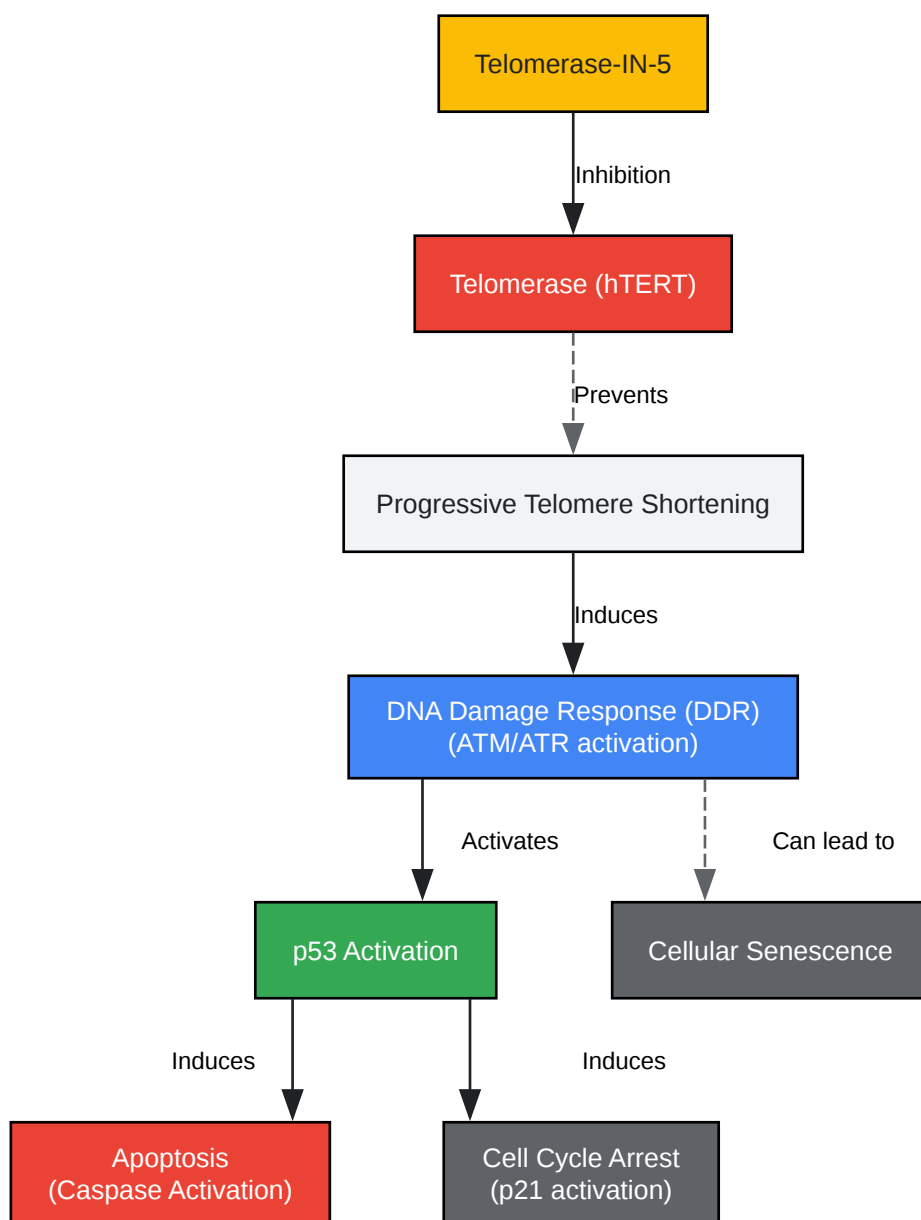 Telomerase-IN-5
Inhibition
Telomerase (hTERT)
Prevents
Progressive Telomere Shortening
Induces
DNA Damage Response (DDR)
(ATM/ATR activation)
Activates
Can lead to
p53 Activation
Cellular Senescence
Induces
Induces
Apoptosis
(Caspase Activation)
Cell Cycle Arrest
(p21 activation)